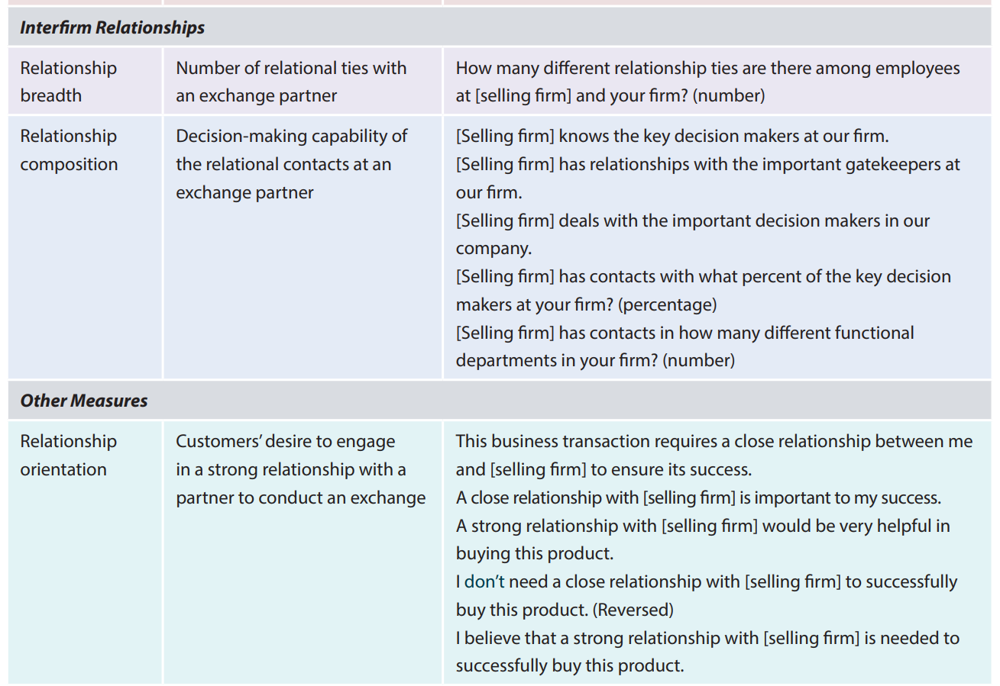 Interfirm Relationships
Relationship
breadth
Number of relational ties with
an exchange partner
How many different relationship ties are there among employees
at [selling firm] and your firm? (number)
Relationship
composition
Decision-making capability of
the relational contacts at an
exchange partner
[Selling firm] knows the key decision makers at our firm.
[Selling firm] has relationships with the important gatekeepers at
our firm.
[Selling firm] deals with the important decision makers in our
company.
[Selling firm] has contacts with what percent of the key decision
makers at your firm? (percentage)
[Selling firm] has contacts in how many different functional
departments in your firm? (number)
Other Measures
Relationship
orientation
Customers’ desire to engage
in a strong relationship with a
partner to conduct an exchange
This business transaction requires a close relationship between me
and [selling firm] to ensure its success.
A close relationship with [selling firm] is important to my success.
A strong relationship with [selling firm] would be very helpful in
buying this product.
I don’t need a close relationship with [selling firm] to successfully
buy this product. (Reversed)
I believe that a strong relationship with [selling firm] is needed to
successfully buy this product.